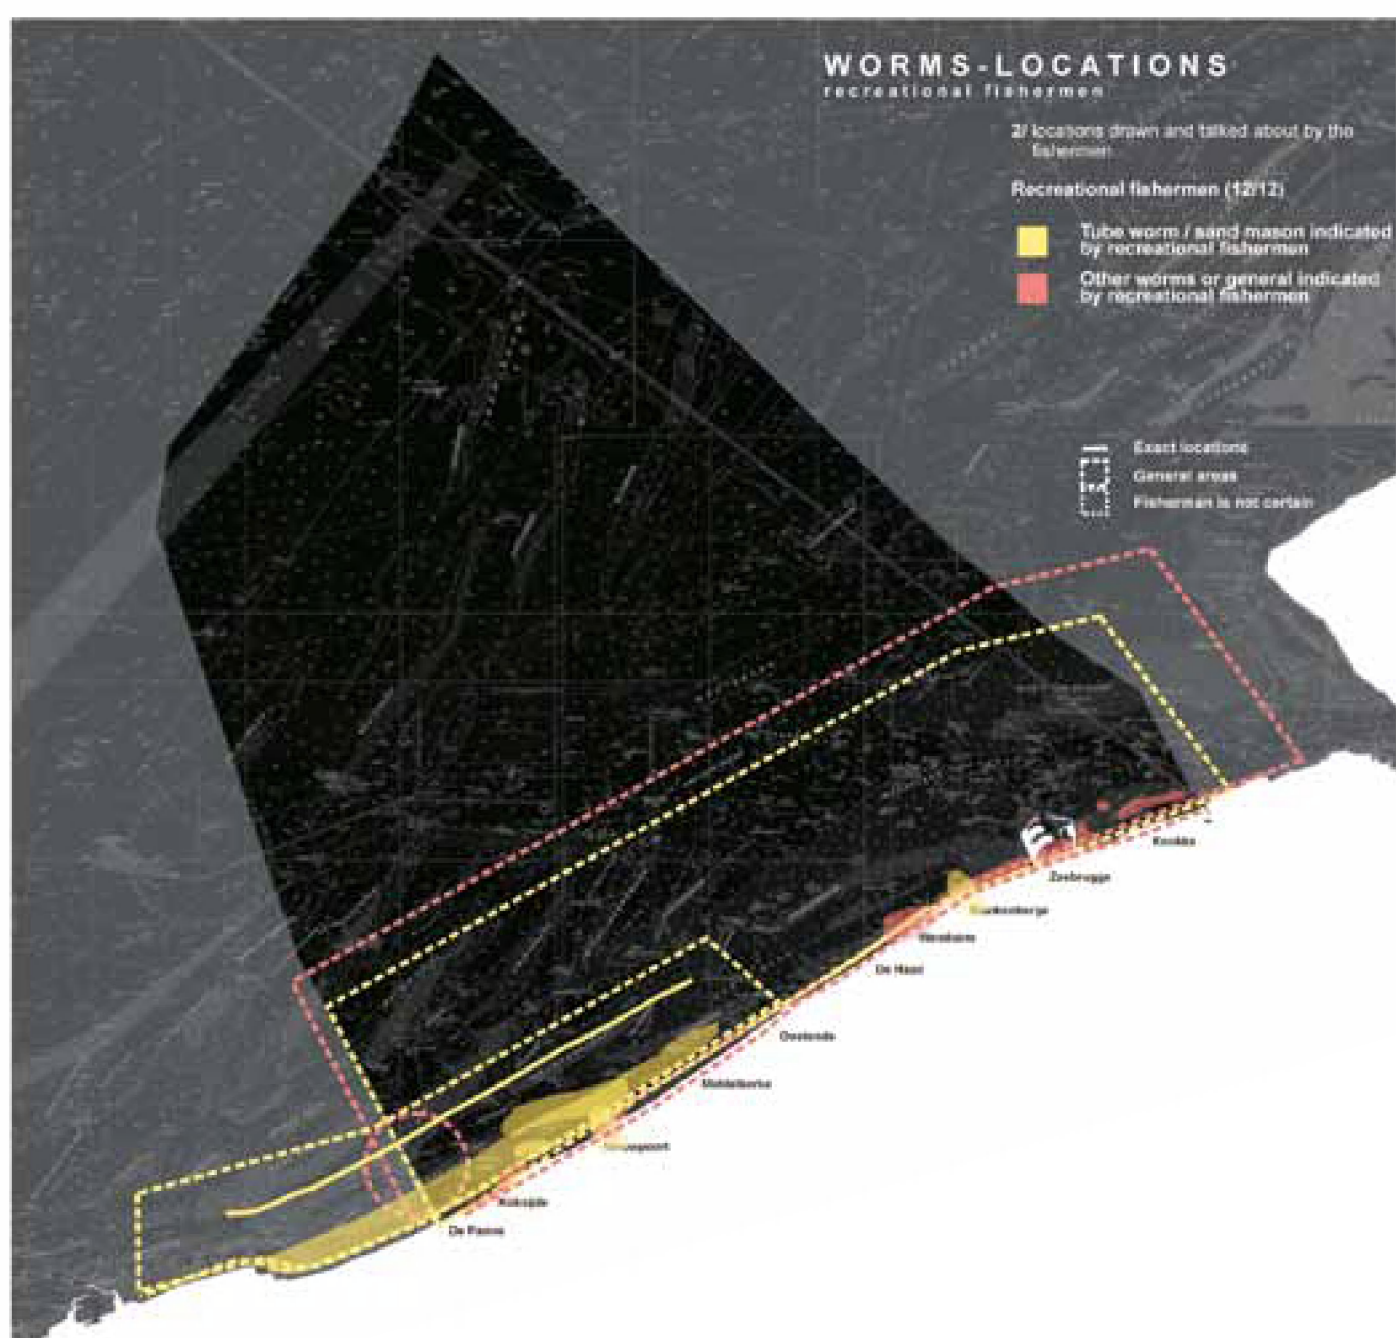 WORMS-LOCATIONS
recreational fishermen
2/ locations drawn and talked about by the
fishermen
Recreational fishermen (12/12)
Tube worm / sand mason indicated
by recreational fishermen
Other worms or general indicated
by recreational fishermen
Exact locations
General areas
Fisherman is not certain
Knokke
Zeebrugge
De Haan
Oostende
Middelkerke
Koksijde
De Panne